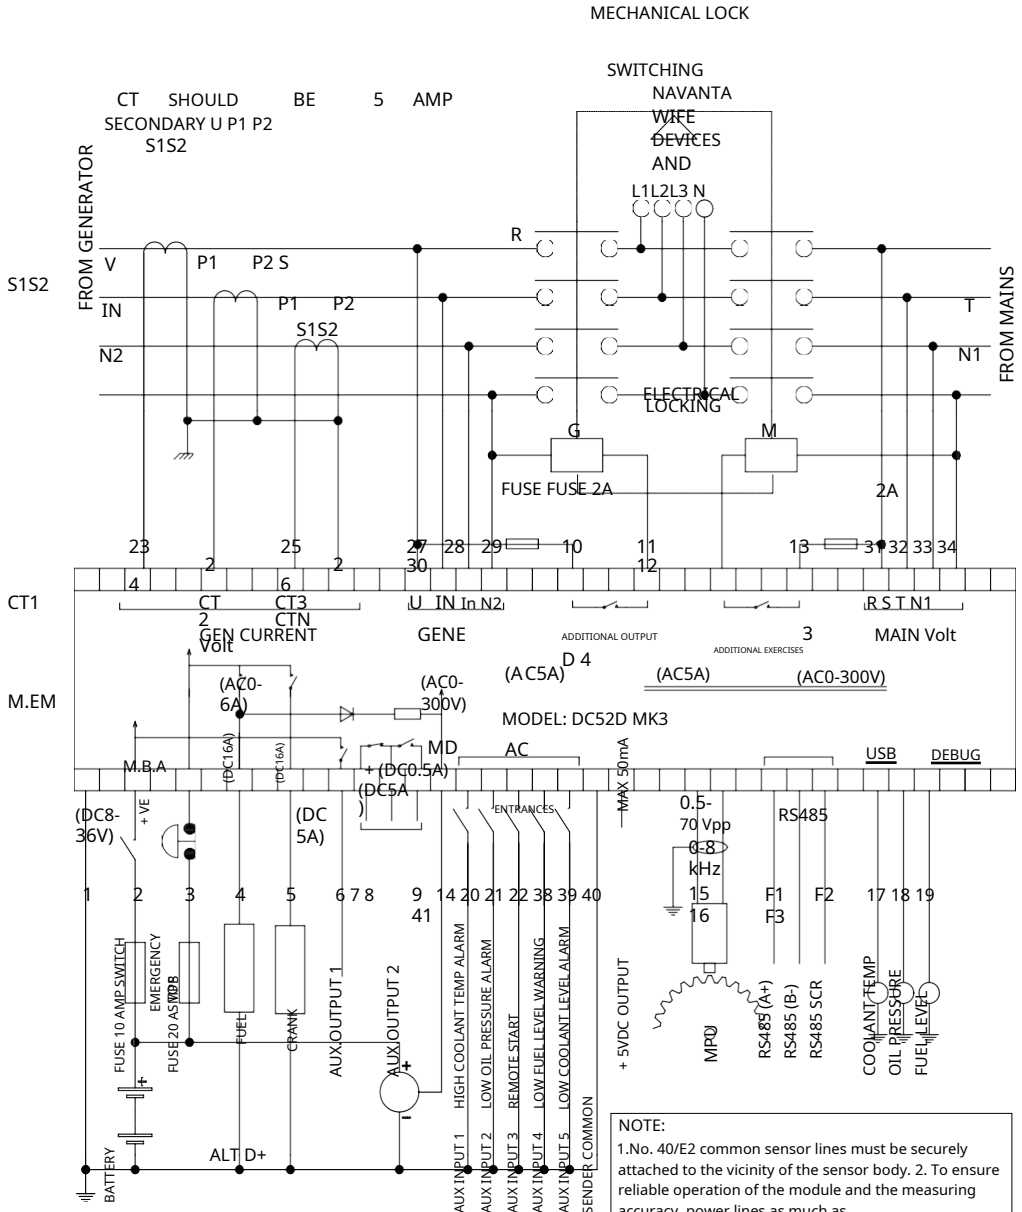 MECHANICAL LOCK
SWITCHING
NAVANTA
WIFE
DEVICES
AND
CT SHOULD BE 5 AMP
SECONDARY U P1 P2
S1S2
L1L2L3 N
FROM GENERATOR
R
V P1 P2 S
S1S2
IN P1 P2
T
S1S2
N2
N1
FROM MAINS
ELECTRICAL
LOCKING
G M
FUSE FUSE 2A
2A
23 25 27 28 29 10 11 13 31 32 33 34
2 2 30 12
4 6
CT1
CT CT3
2 CTN
U IN In N2
R S T N1
GEN CURRENT
Volt
GENE
ADDITIONAL OUTPUT
D 4
3
ADDITIONAL EXERCISES
MAIN Volt
(AC0-
6A)
(AC0-
300V)
(AC5A)
(AC5A)
(AC0-300V)
M.EM
MODEL: DC52D MK3
(DC16A)
(DC16A)
MD AC
USB
DEBUG
M.B.A
+ (DC0.5A)
(DC5A
)
MAX 50mA
(DC8-
36V)
+ VE
(DC
5A)
ENTRANCES
0.5-
70 Vpp
0-8
kHz
RS485
1 2 3 4 5 6 7 8 9 14 20 21 22 38 39 40 15 F1 F2 17 18 19
41 16 F3
FUSE 10 AMP SWITCH
EMERGENCY
FUSE 20 AS
FUEL
CRANK
AUX.OUTPUT 1
AUX.OUTPUT 2
+
−
HIGH COOLANT TEMP ALARM
LOW OIL PRESSURE ALARM
REMOTE START
LOW FUEL LEVEL WARNING
LOW COOLANT LEVEL ALARM
+ 5VDC OUTPUT
RS485 (A+)
RS485 (B-)
RS485 SCR
COOLANT TEMP
OIL PRESSURE
FUEL LEVEL
BATTERY
ALT D+
AUX INPUT 1
AUX INPUT 2
AUX INPUT 3
AUX INPUT 4
AUX INPUT 5
SENDER COMMON
NOTE:
1.No. 40/E2 common sensor lines must be securely
attached to the vicinity of the sensor body. 2. To ensure
reliable operation of the module and the measuring
accuracy, power lines as much as